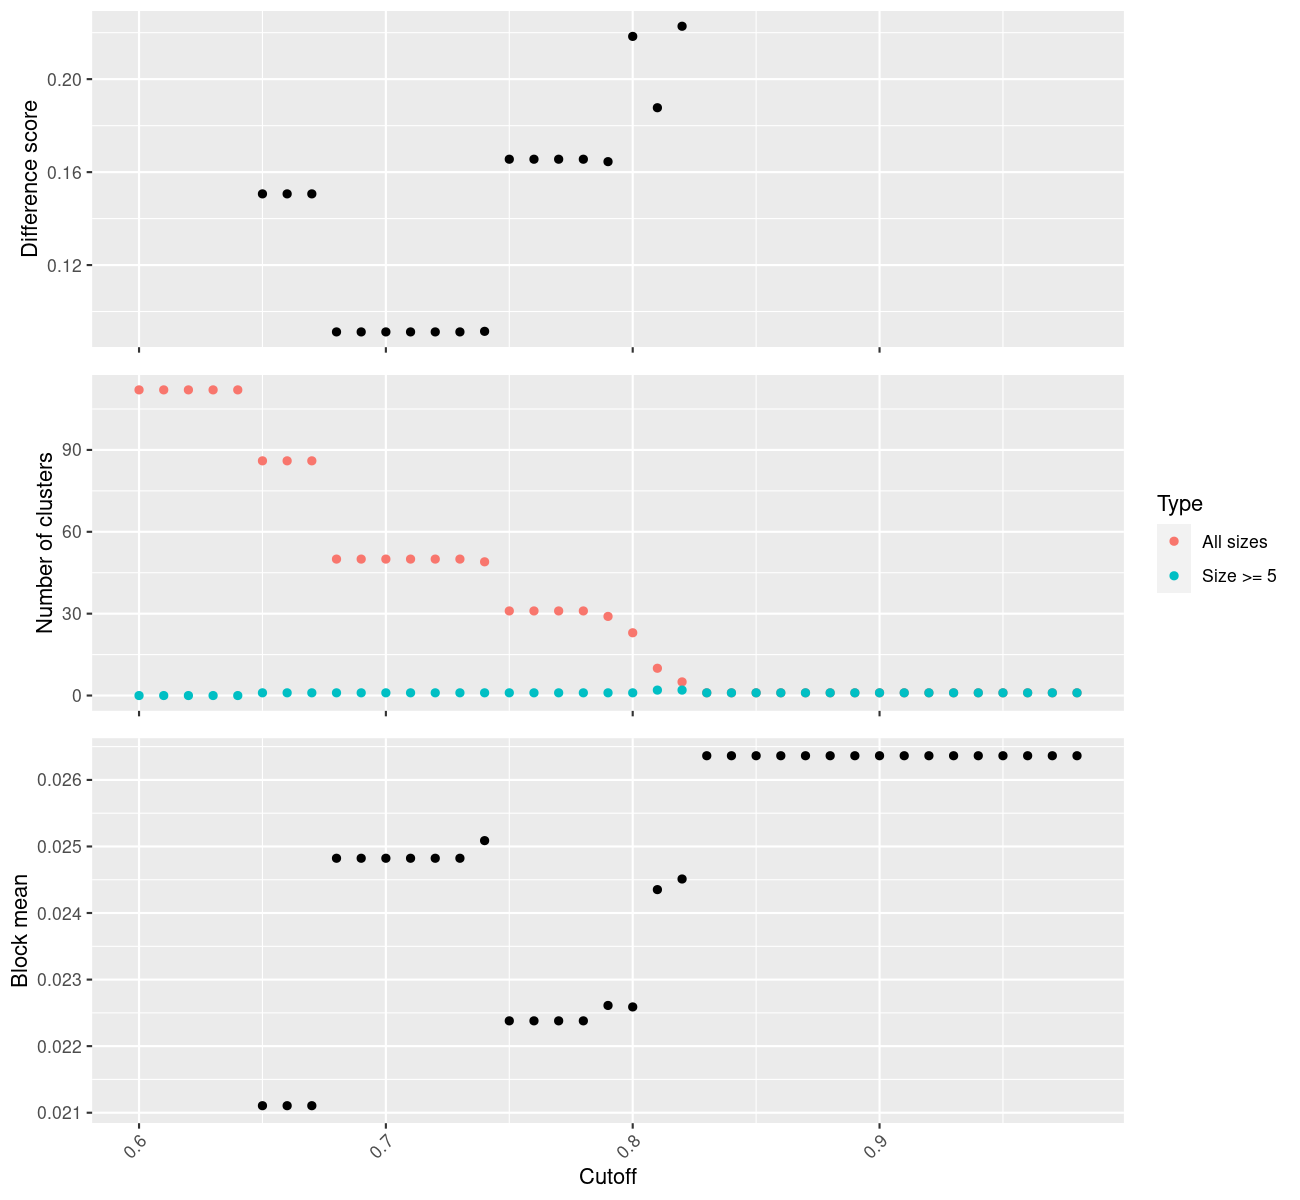 Difference score
0.20
0.16
0.12
Number of clusters
90
60
30
0
Type
All sizes
Size >= 5
Block mean
0.026
0.025
0.024
0.023
0.022
0.021
0.6
0.7
0.8
0.9
Cutoff